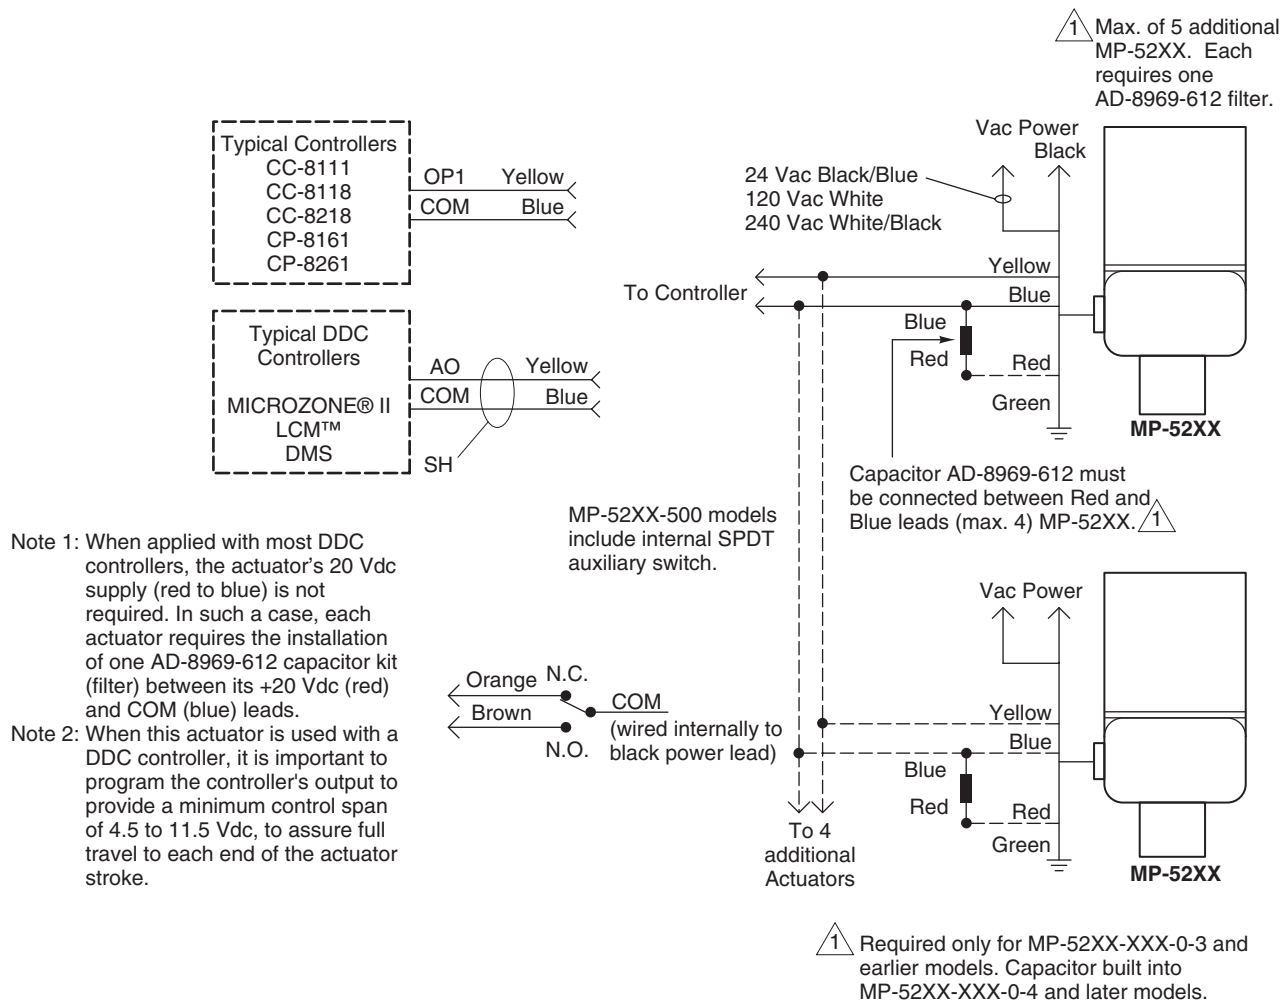 1 Max. of 5 additional
MP-52XX. Each
requires one
AD-8969-612 filter.
Typical Controllers
CC-8111
CC-8118
CC-8218
CP-8161
CP-8261
OP1 Yellow
COM Blue
Typical DDC
Controllers
MICROZONE® II
LCM™
DMS
AO Yellow
COM Blue
SH
Vac Power
Black
24 Vac Black/Blue
120 Vac White
240 Vac White/Black
To Controller
Yellow
Blue
Blue
Red
Red
Green
MP-52XX
Capacitor AD-8969-612 must
be connected between Red and
Blue leads (max. 4) MP-52XX. 1
MP-52XX-500 models
include internal SPDT
auxiliary switch.
Note 1: When applied with most DDC
controllers, the actuator's 20 Vdc
supply (red to blue) is not
required. In such a case, each
actuator requires the installation
of one AD-8969-612 capacitor kit
(filter) between its +20 Vdc (red)
and COM (blue) leads.
Note 2: When this actuator is used with a
DDC controller, it is important to
program the controller's output to
provide a minimum control span
of 4.5 to 11.5 Vdc, to assure full
travel to each end of the actuator
stroke.
Orange N.C.
Brown
N.O.
COM
(wired internally to
black power lead)
Vac Power
Yellow
Blue
Blue
Red
Red
Green
MP-52XX
To 4
additional
Actuators
1 Required only for MP-52XX-XXX-0-3 and
earlier models. Capacitor built into
MP-52XX-XXX-0-4 and later models.